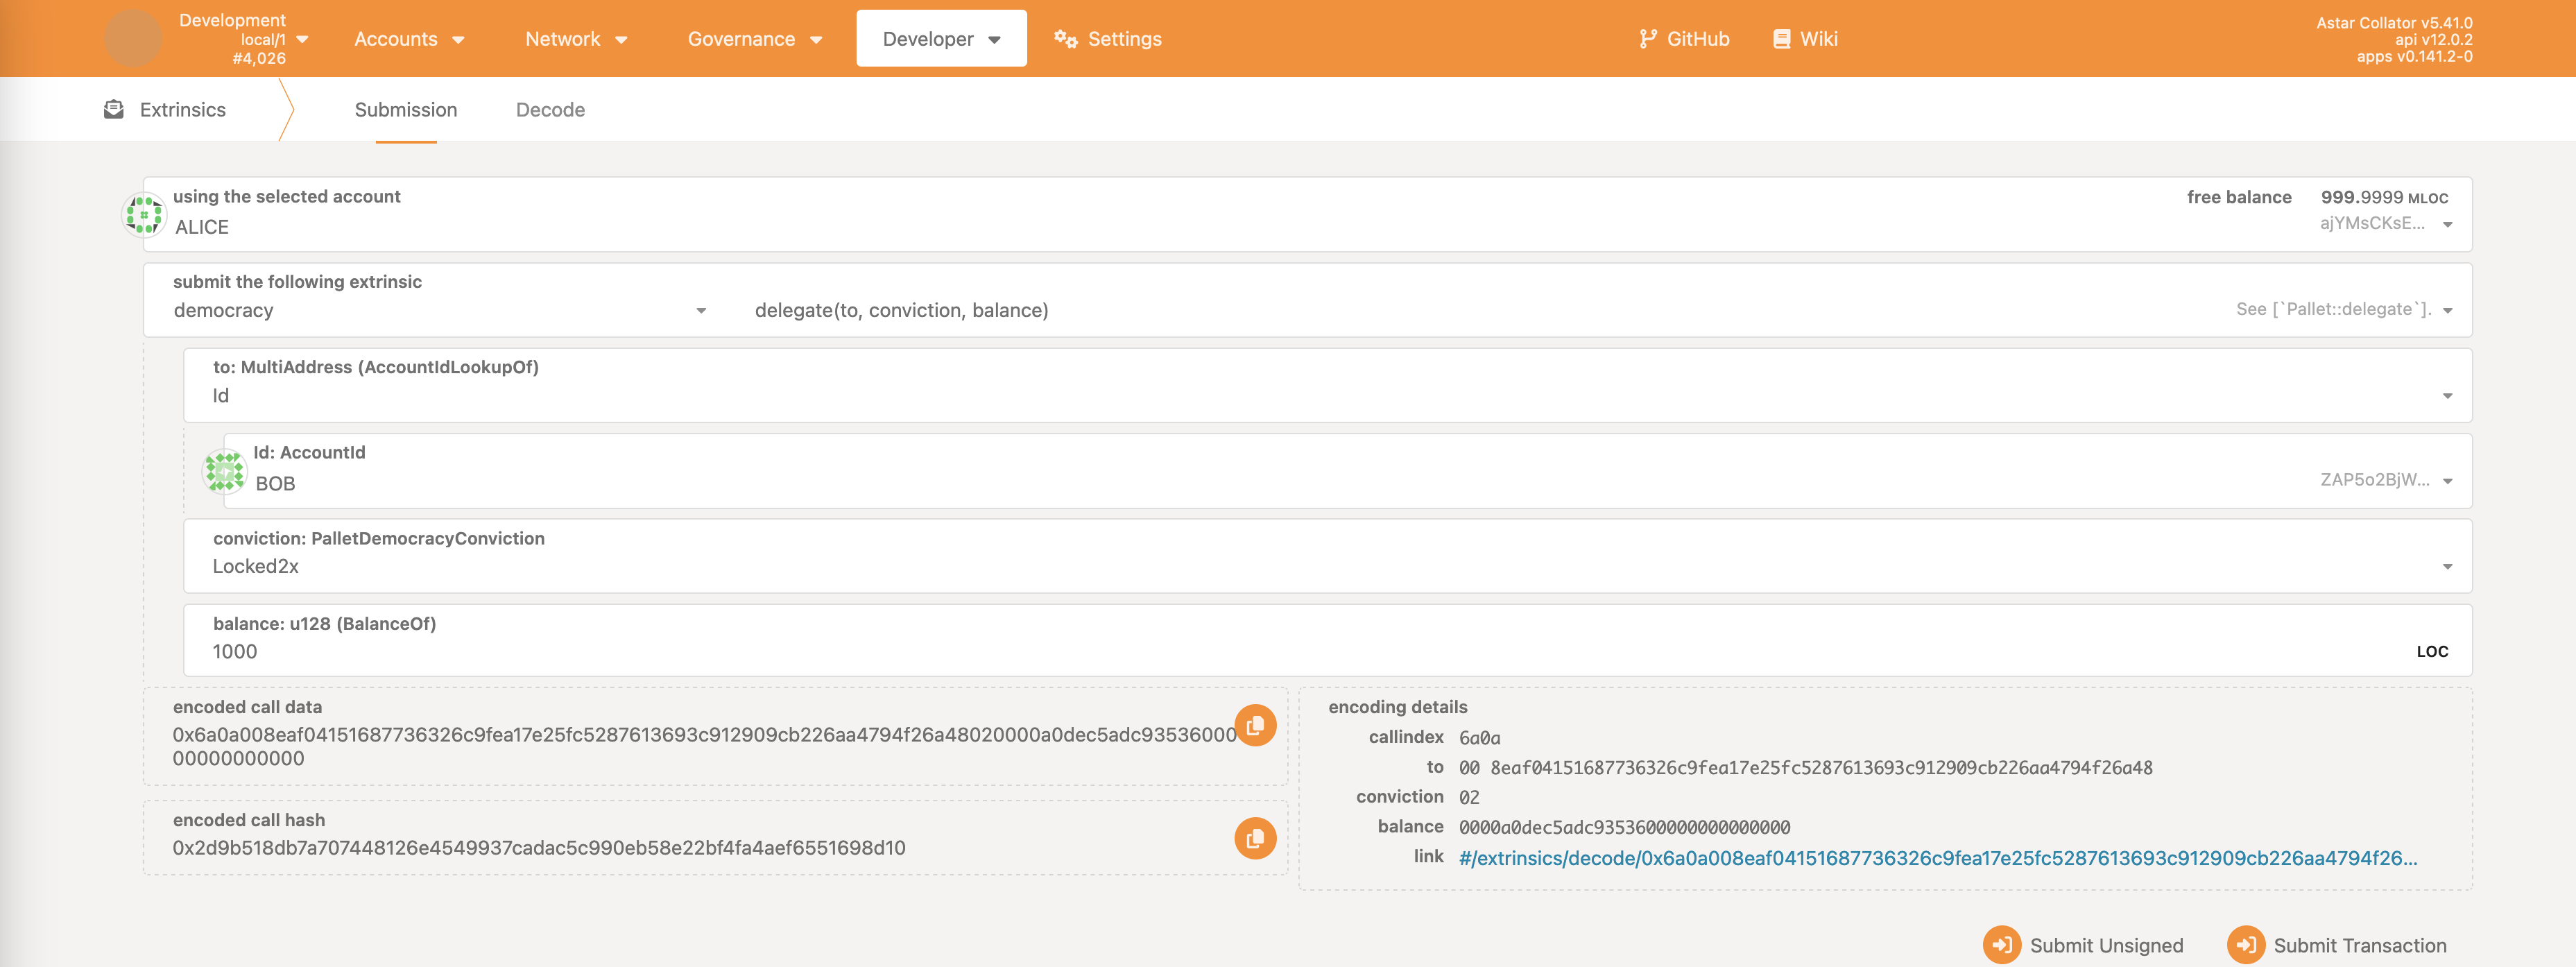 Development
local/1
#4,026
Accounts
Network
Governance
Developer
Settings
GitHub
Wiki
Astar Collator v5.41.0
api v12.0.2
apps v0.141.2-0
Extrinsics
Submission
Decode
using the selected account
ALICE
free balance 999.9999 MLOC
ajYMsCKsE...
submit the following extrinsic
democracy
delegate(to, conviction, balance)
See [`Pallet::delegate`].
to: MultiAddress (AccountIdLookupOf)
Id
Id: AccountId
BOB
ZAP5o2BjW...
conviction: PalletDemocracyConviction
Locked2x
balance: u128 (BalanceOf)
1000
LOC
encoded call data
0x6a0a008eaf04151687736326c9fea17e25fc5287613693c912909cb226aa4794f26a48020000a0dec5adc93536000
00000000000
encoded call hash
0x2d9b518db7a707448126e4549937cadac5c990eb58e22bf4fa4aef6551698d10
encoding details
callindex 6a0a
to 00 8eaf04151687736326c9fea17e25fc5287613693c912909cb226aa4794f26a48
conviction 02
balance 0000a0dec5adc9353600000000000000
link #/extrinsics/decode/0x6a0a008eaf04151687736326c9fea17e25fc5287613693c912909cb226aa4794f26...
Submit Unsigned
Submit Transaction